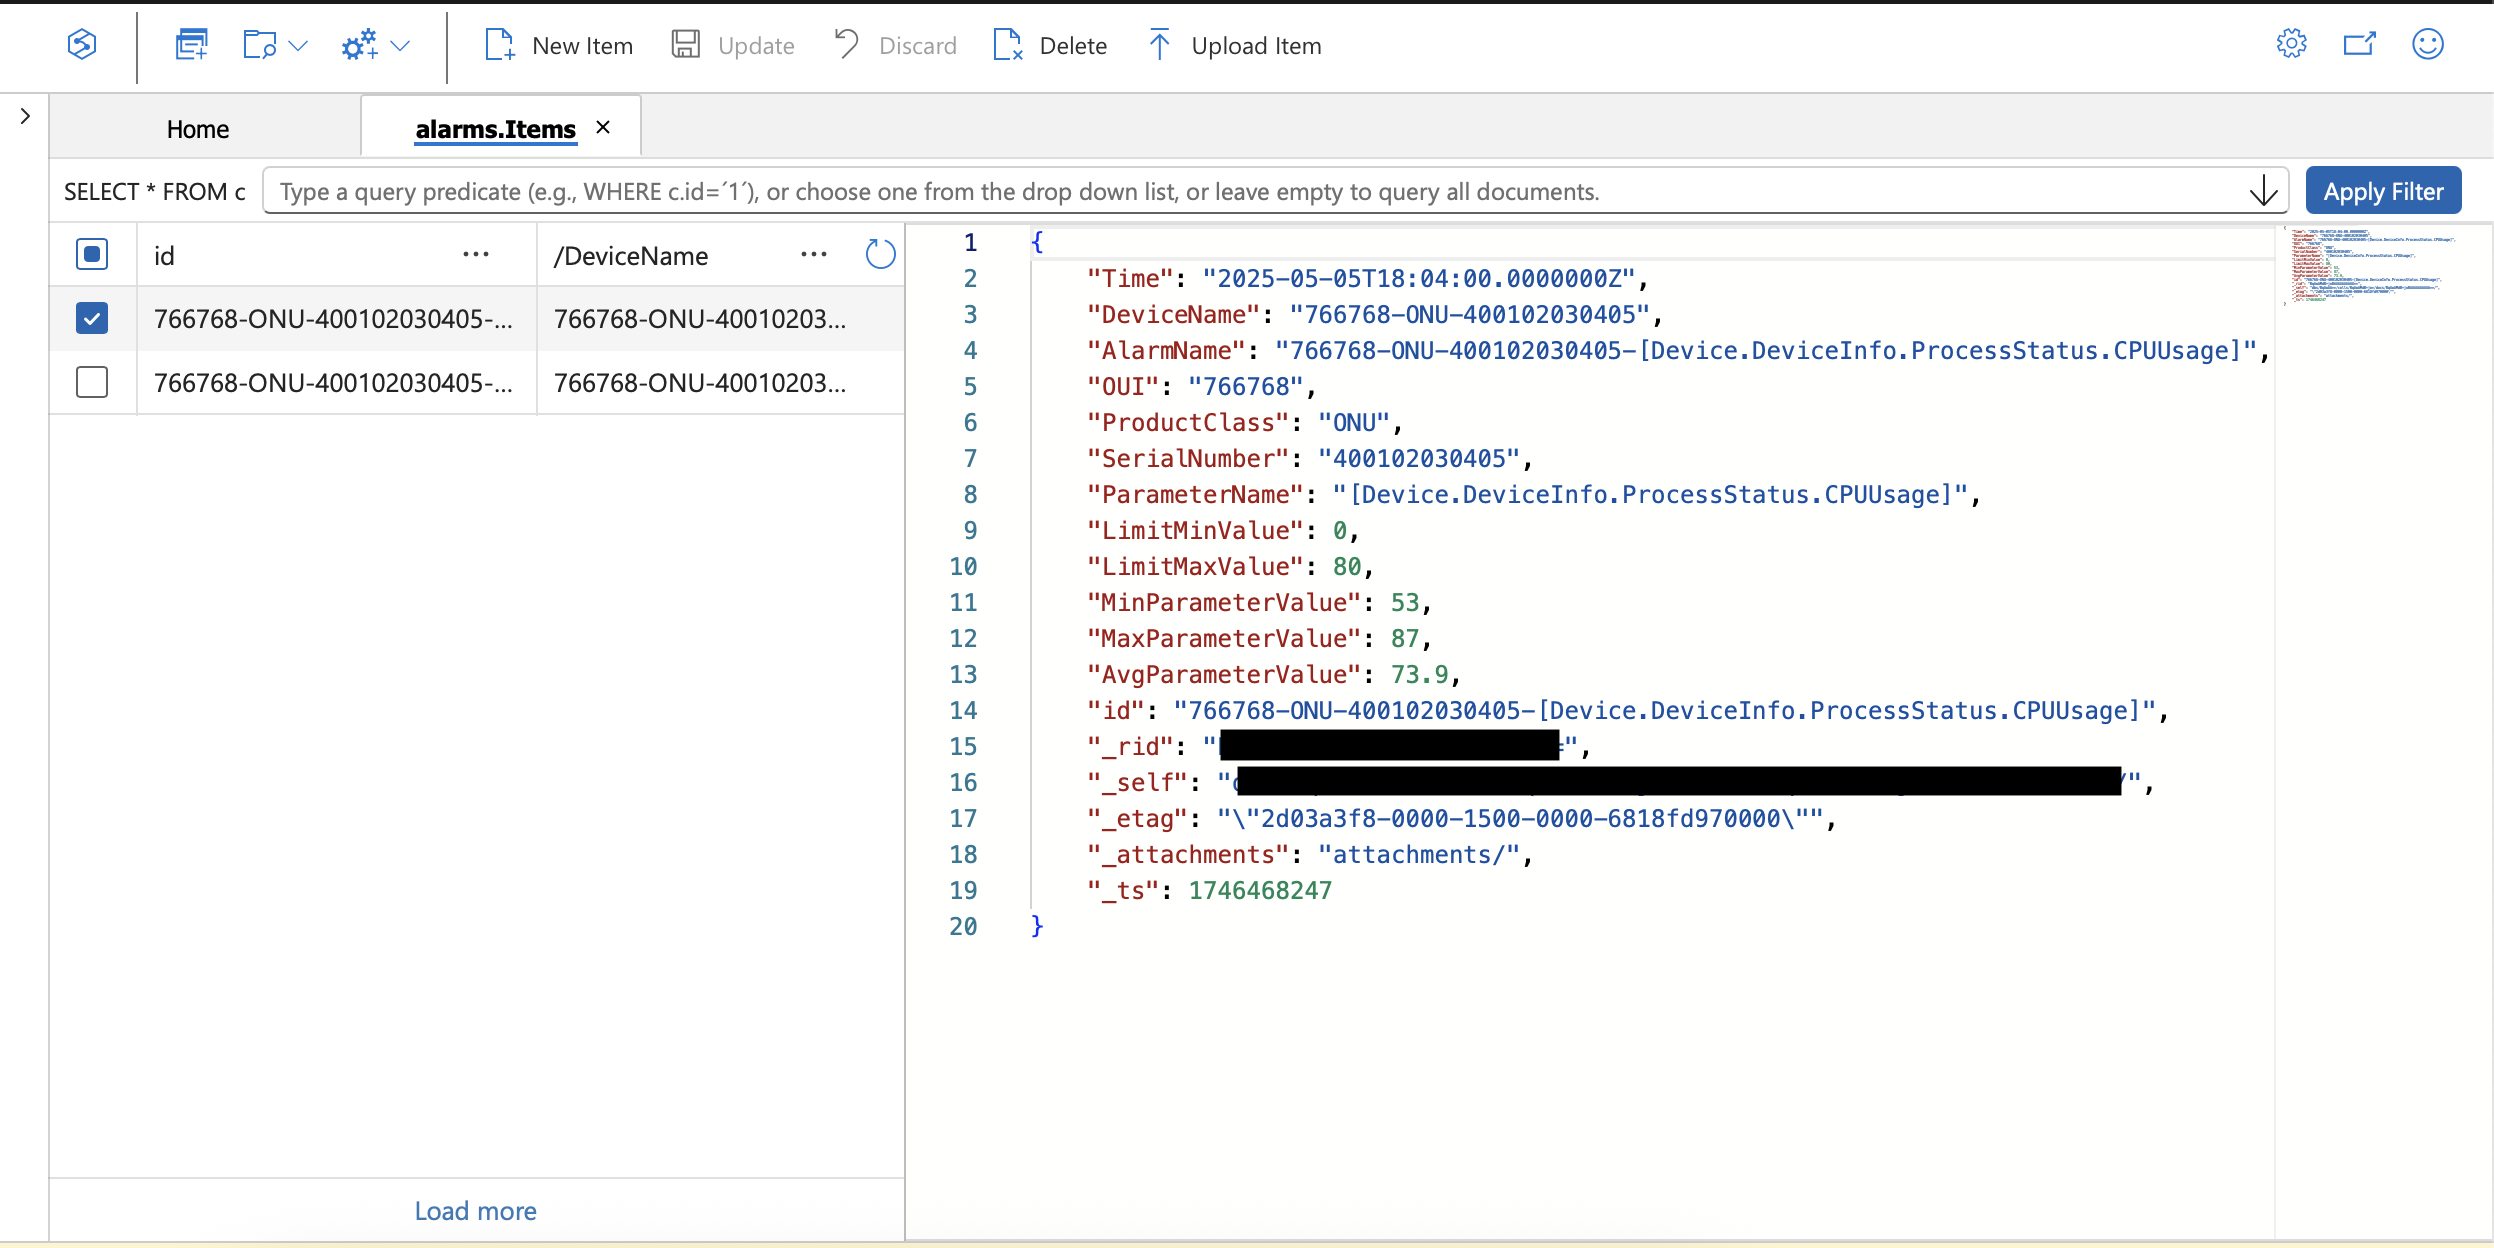 New Item Update Discard Delete Upload Item
Home alarms.Items
SELECT * FROM c Type a query predicate (e.g., WHERE c.id=´1´), or choose one from the drop down list, or leave empty to query all documents. Apply Filter
id ... /DeviceName ...
766768-ONU-400102030405-... 766768-ONU-40010203...
766768-ONU-400102030405-... 766768-ONU-40010203...
Load more
1 {
2 "Time": "2025-05-05T18:04:00.0000000Z",
3 "DeviceName": "766768-ONU-400102030405",
4 "AlarmName": "766768-ONU-400102030405-[Device.DeviceInfo.ProcessStatus.CPUUsage]",
5 "OUI": "766768",
6 "ProductClass": "ONU",
7 "SerialNumber": "400102030405",
8 "ParameterName": "[Device.DeviceInfo.ProcessStatus.CPUUsage]",
9 "LimitMinValue": 0,
10 "LimitMaxValue": 80,
11 "MinParameterValue": 53,
12 "MaxParameterValue": 87,
13 "AvgParameterValue": 73.9,
14 "id": "766768-ONU-400102030405-[Device.DeviceInfo.ProcessStatus.CPUUsage]",
15 "_rid": "",
16 "_self": "/",
17 "_etag": "\"2d03a3f8-0000-1500-0000-6818fd970000\"",
18 "_attachments": "attachments/",
19 "_ts": 1746468247
20 }